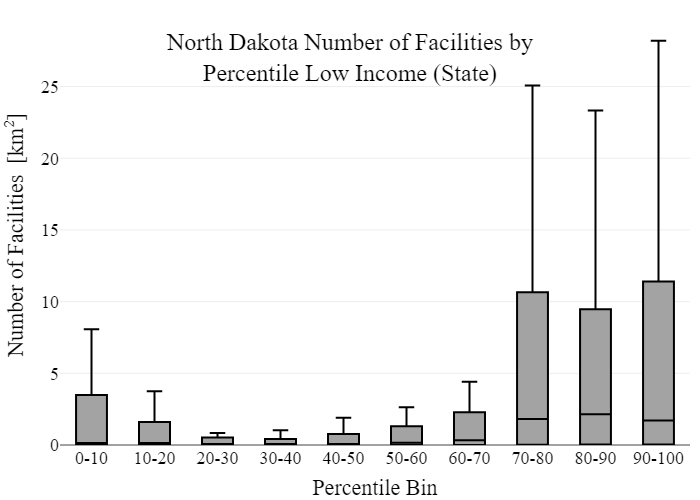 North Dakota Number of Facilities by
Percentile Low Income (State)
Number of Facilities [km²]
25
20
15
10
5
0
0-10 10-20 20-30 30-40 40-50 50-60 60-70 70-80 80-90 90-100
Percentile Bin